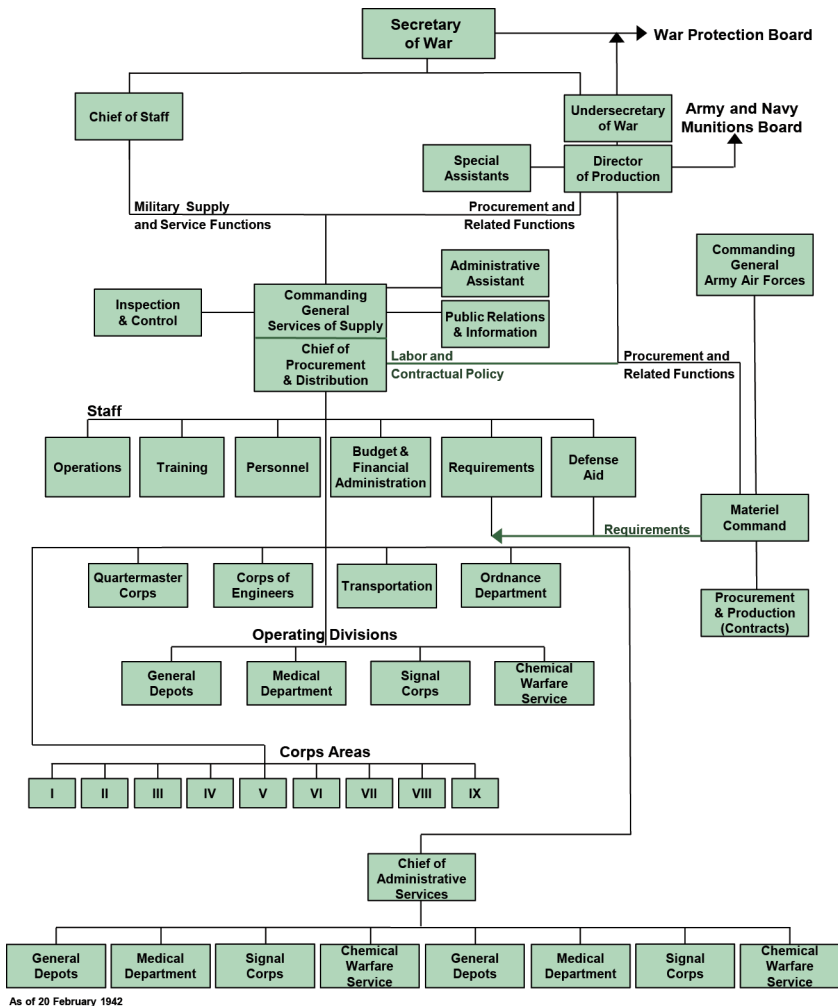 Secretary
of War
War Protection Board
Chief of Staff
Undersecretary
of War
Army and Navy
Munitions Board
Special
Assistants
Director
of Production
Military Supply
and Service Functions
Procurement and
Related Functions
Commanding
General
Army Air Forces
Administrative
Assistant
Inspection
& Control
Commanding
General
Services of Supply
Public Relations
& Information
Chief of
Procurement
& Distribution
Labor and
Contractual Policy
Procurement and
Related Functions
Staff
Operations
Training
Personnel
Budget &
Financial
Administration
Requirements
Defense
Aid
Materiel
Command
Requirements
Quartermaster
Corps
Corps of
Engineers
Transportation
Ordnance
Department
Procurement
& Production
(Contracts)
Operating Divisions
General
Depots
Medical
Department
Signal
Corps
Chemical
Warfare
Service
Corps Areas
I
II
III
IV
V
VI
VII
VIII
IX
Chief of
Administrative
Services
General
Depots
Medical
Department
Signal
Corps
Chemical
Warfare
Service
General
Depots
Medical
Department
Signal
Corps
Chemical
Warfare
Service
As of 20 February 1942